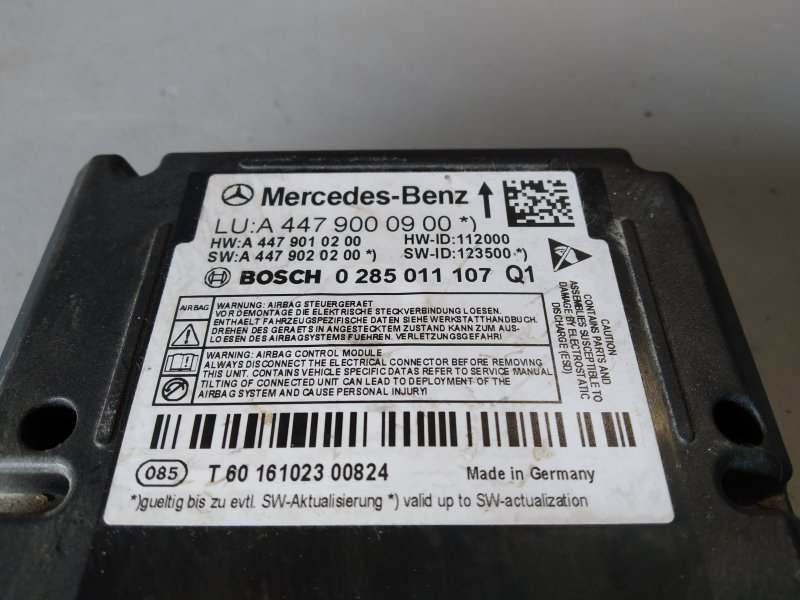 Mercedes-Benz
LU:A 447 900 09 00 *)
HW:A 447 901 02 00 HW-ID:112000
SW:A 447 902 02 00 *) SW-ID:123500 *)
BOSCH 0 285 011 107 Q1
AIRBAG
WARNUNG: AIRBAG STEUERGERAET
VOR DEMONTAGE DIE ELEKTRISCHE STECKVERBINDUNG LOESEN.
ENTHAELT FAHRZEUGSPEZIFISCHE DATEN SIEHE WERKSTATTHANDBUCH.
DREHEN DES GERAETS IN ANGESTECKTEM ZUSTAND KANN ZUM AUS-
LOESEN DES AIRBAGSYSTEMS FUEHREN. VERLETZUNGSGEFAHR!
WARNING: AIRBAG CONTROL MODULE
ALWAYS DISCONNECT THE ELECTRICAL CONNECTOR BEFORE REMOVING
THIS UNIT. CONTAINS VEHICLE SPECIFIC DATAS REFER TO SERVICE MANUAL
TILTING OF CONNECTED UNIT CAN LEAD TO DEPLOYMENT OF THE
AIRBAG SYSTEM AND CAUSE PERSONAL INJURY!
CAUTION
CONTAINS PARTS AND
ASSEMBLIES SUSCEPTIBLE TO
DAMAGE BY ELECTROSTATIC
DISCHARGE (ESD)
085 T 60 161023 00824 Made in Germany
*)gueltig bis zu evtl. SW-Aktualisierung *) valid up to SW-actualization